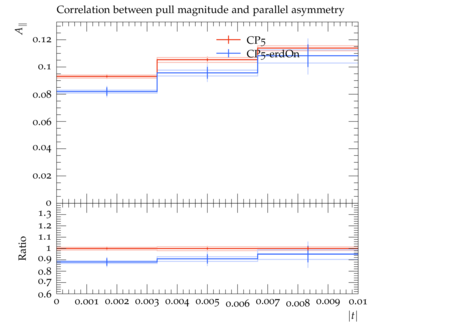 Correlation between pull magnitude and parallel asymmetry
A∥
0.12
0.1
0.08
0.06
0.04
0.02
0
CP5
CP5-erdOn
Ratio
1.3
1.2
1.1
1
0.9
0.8
0.7
0.6
0 0.001 0.002 0.003 0.004 0.005 0.006 0.007 0.008 0.009 0.01
|t|